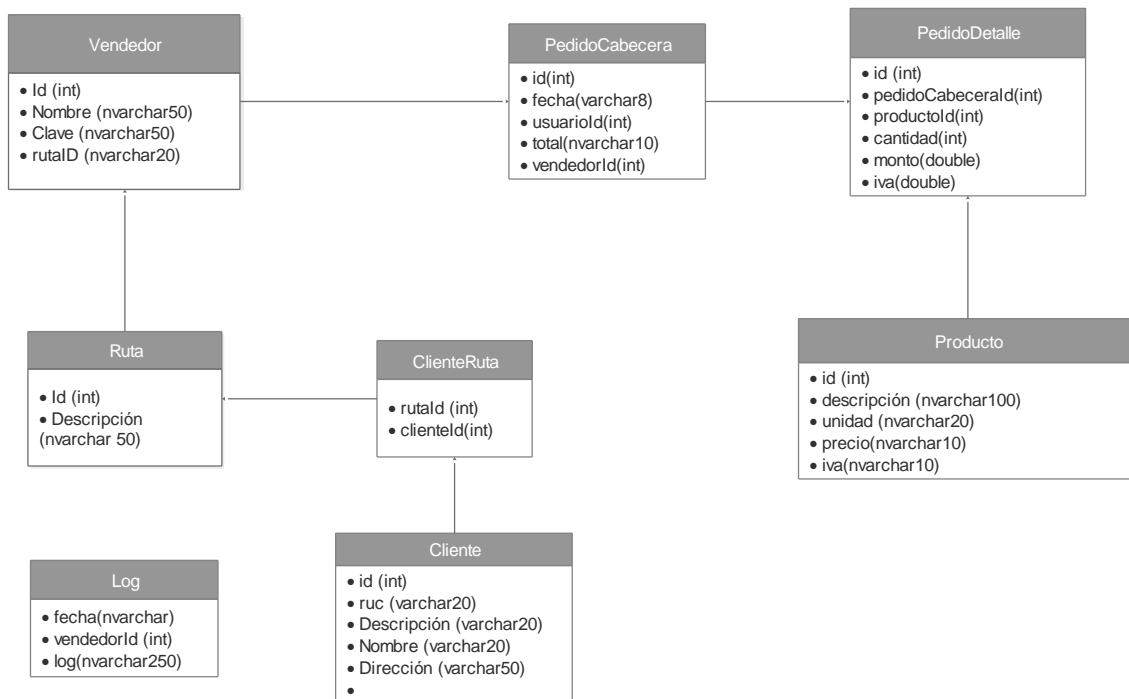 Vendedor
• Id (int)
• Nombre (nvarchar50)
• Clave (nvarchar50)
• rutaID (nvarchar20)
PedidoCabecera
• id(int)
• fecha(varchar8)
• usuarioId(int)
• total(nvarchar10)
• vendedorId(int)
PedidoDetalle
• id (int)
• pedidoCabeceraId(int)
• productoId(int)
• cantidad(int)
• monto(double)
• iva(double)
Ruta
• Id (int)
• Descripción
(nvarchar 50)
ClienteRuta
• rutaId (int)
• clienteId(int)
Producto
• id (int)
• descripción (nvarchar100)
• unidad (nvarchar20)
• precio(nvarchar10)
• iva(nvarchar10)
Log
• fecha(nvarchar)
• vendedorId (int)
• log(nvarchar250)
Cliente
• id (int)
• ruc (varchar20)
• Descripción (varchar20)
• Nombre (varchar20)
• Dirección (varchar50)
•